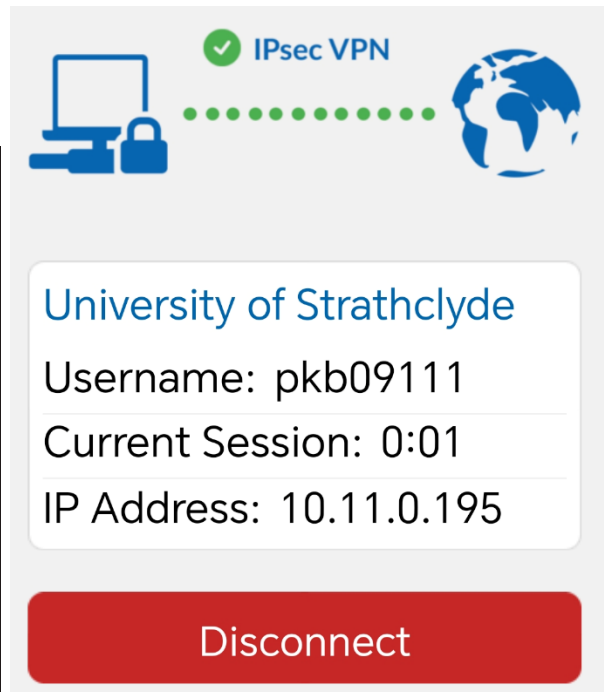 IPsec VPN
University of Strathclyde
Username: pkb09111
Current Session: 0:01
IP Address: 10.11.0.195
Disconnect